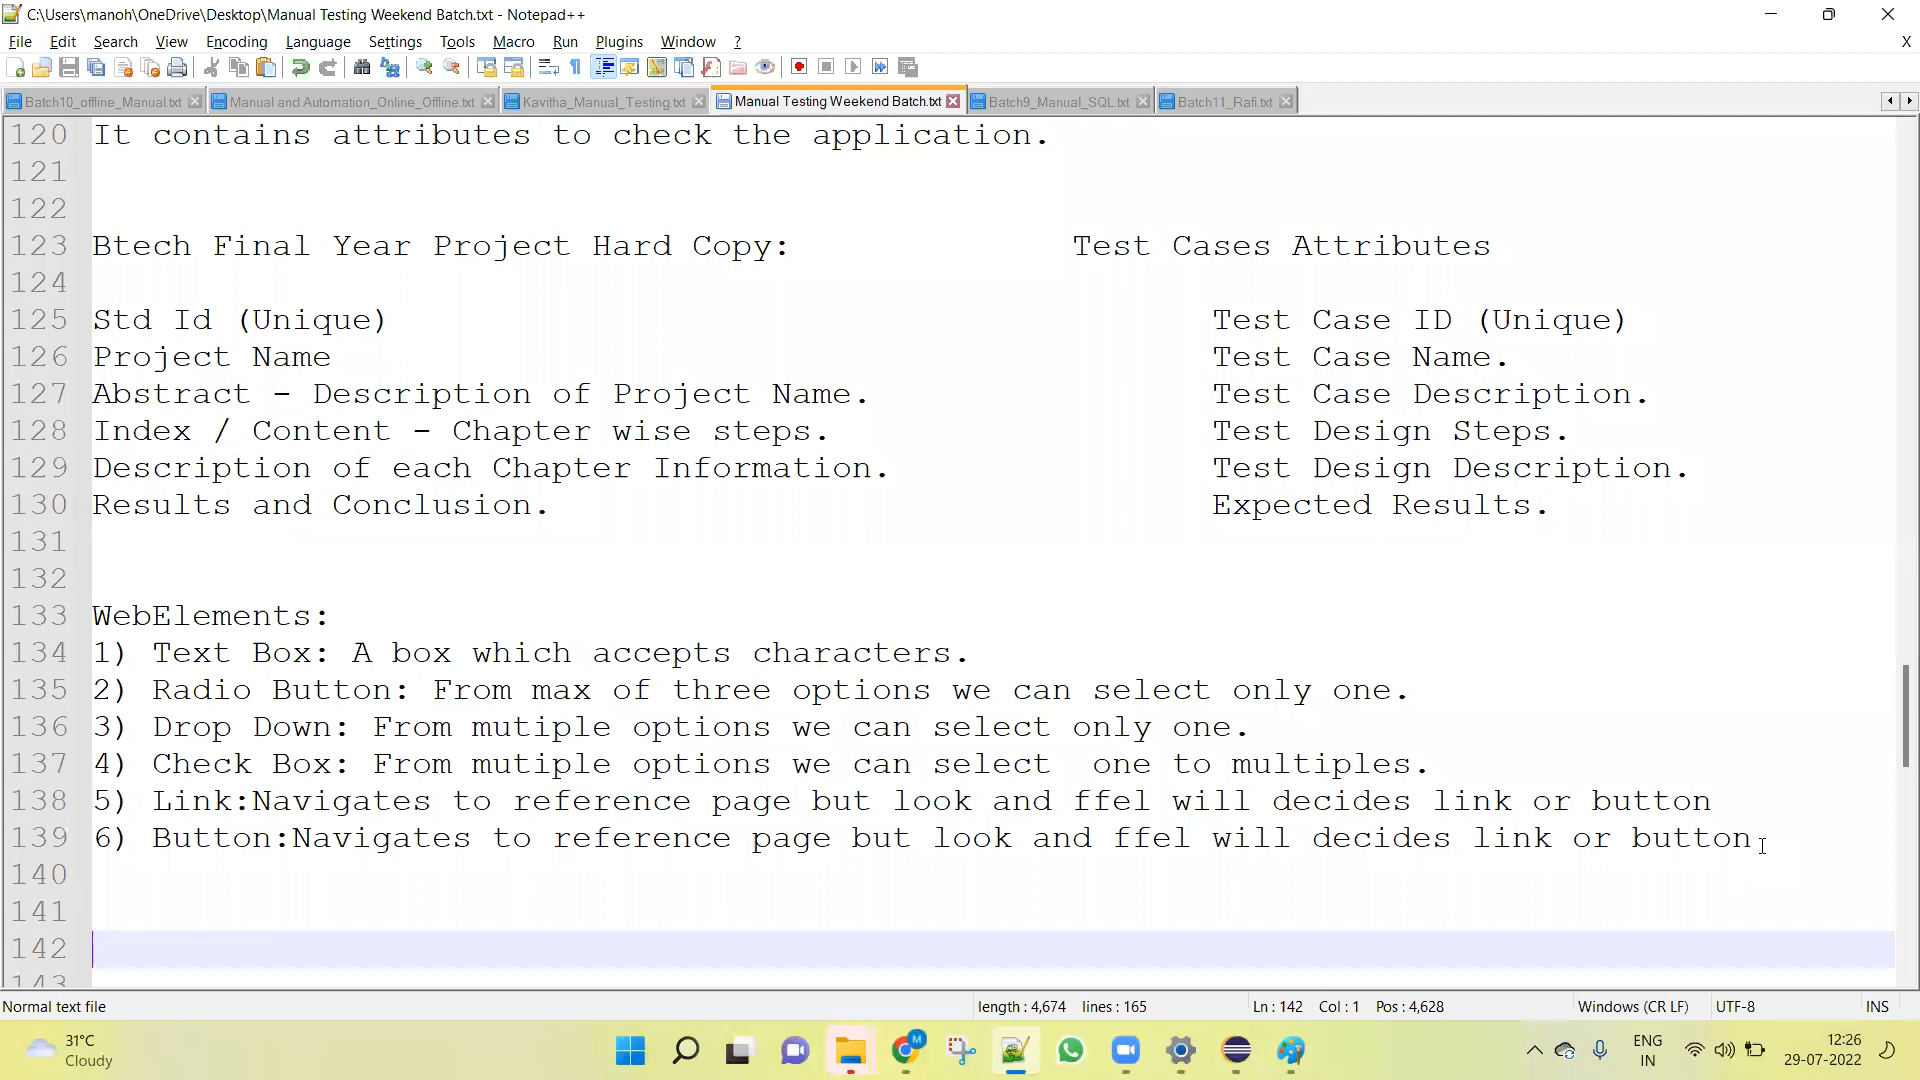 C:\Users\manoh\OneDrive\Desktop\Manual Testing Weekend Batch.txt - Notepad++
File Edit Search View Encoding Language Settings Tools Macro Run Plugins Window ? X
Batch10_offline_Manual.txt Manual and Automation_Online_Offline.txt Kavitha_Manual_Testing.txt Manual Testing Weekend Batch.txt Batch9_Manual_SQL.txt Batch11_Rafi.txt
120 It contains attributes to check the application.
121
122
123 Btech Final Year Project Hard Copy: Test Cases Attributes
124
125 Std Id (Unique) Test Case ID (Unique)
126 Project Name Test Case Name.
127 Abstract - Description of Project Name. Test Case Description.
128 Index / Content - Chapter wise steps. Test Design Steps.
129 Description of each Chapter Information. Test Design Description.
130 Results and Conclusion. Expected Results.
131
132
133 WebElements:
134 1) Text Box: A box which accepts characters.
135 2) Radio Button: From max of three options we can select only one.
136 3) Drop Down: From mutiple options we can select only one.
137 4) Check Box: From mutiple options we can select  one to multiples.
138 5) Link:Navigates to reference page but look and ffel will decides link or button
139 6) Button:Navigates to reference page but look and ffel will decides link or button
140
141
142
143
Normal text file length : 4,674 lines : 165 Ln : 142 Col : 1 Pos : 4,628 Windows (CR LF) UTF-8 INS
31°C
Cloudy
ENG
IN
12:26
29-07-2022